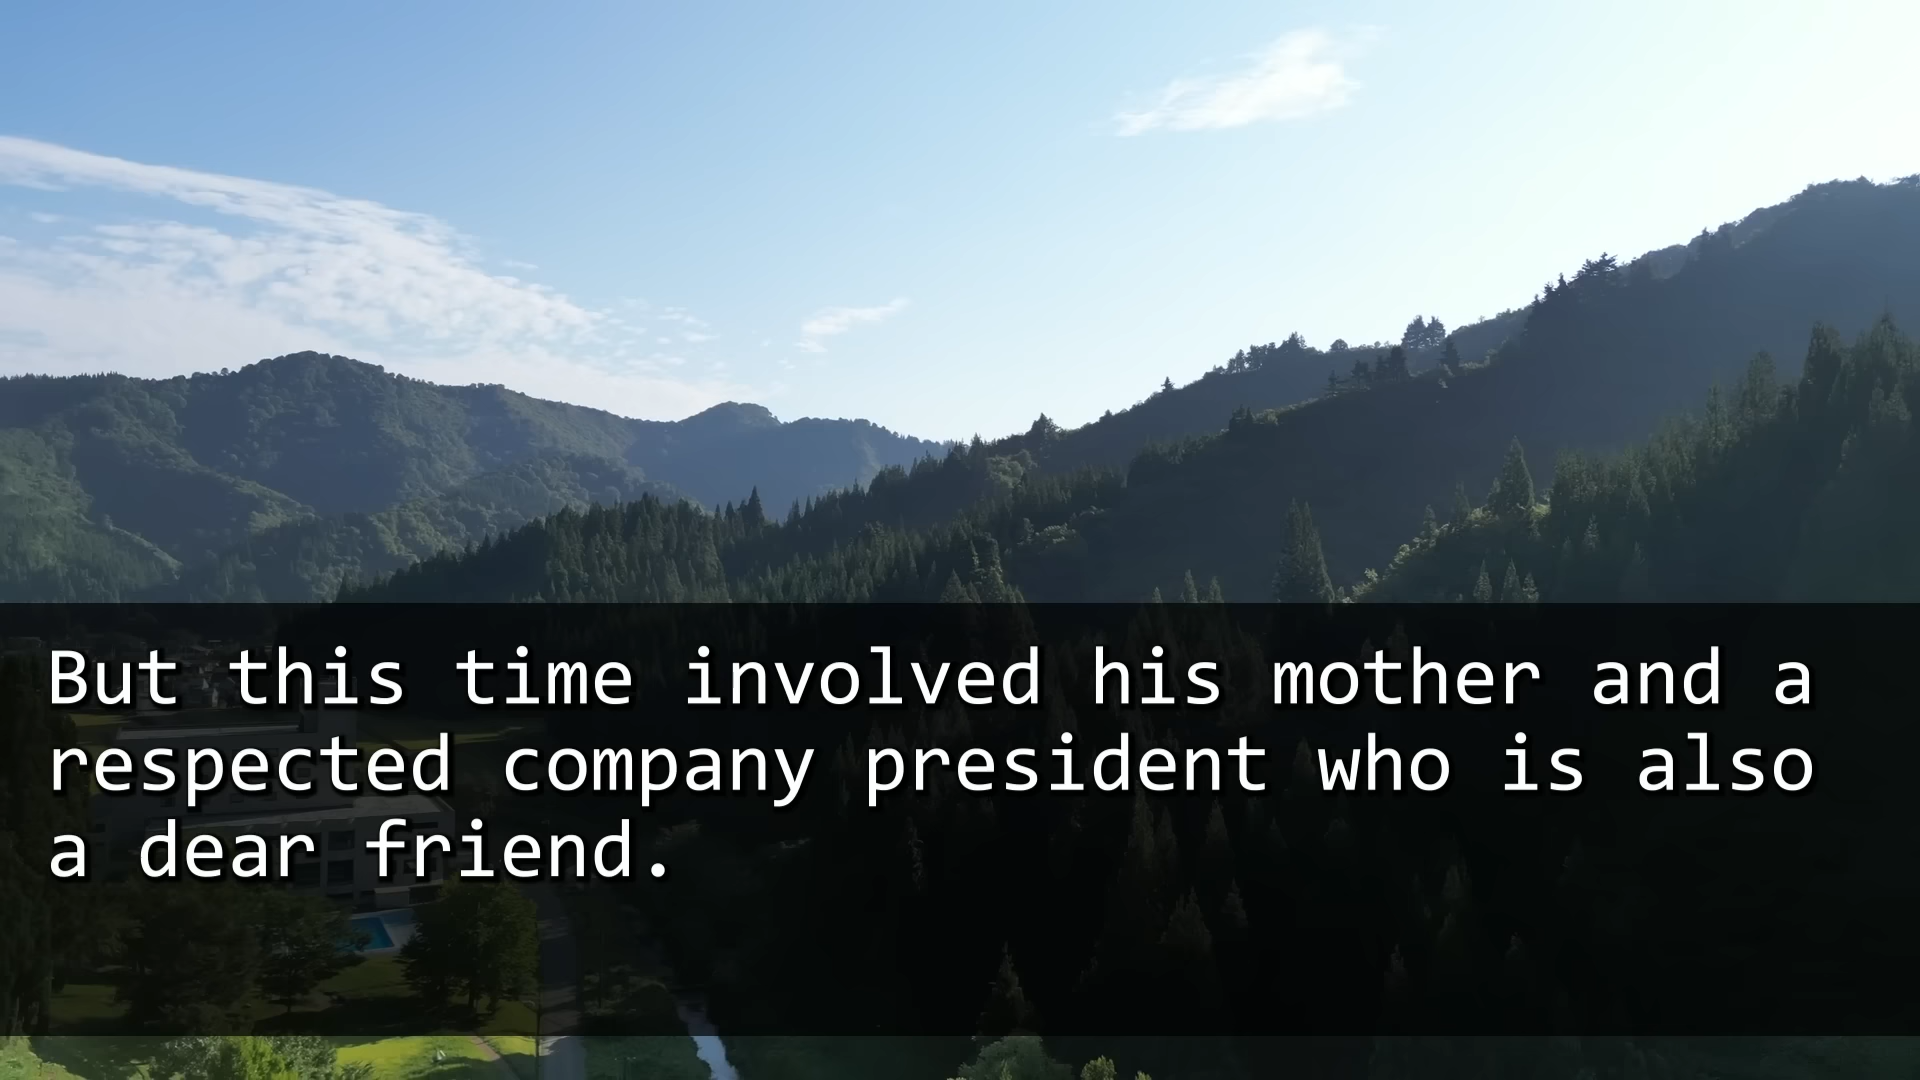 But this time involved his mother and a
respected company president who is also
a dear friend.